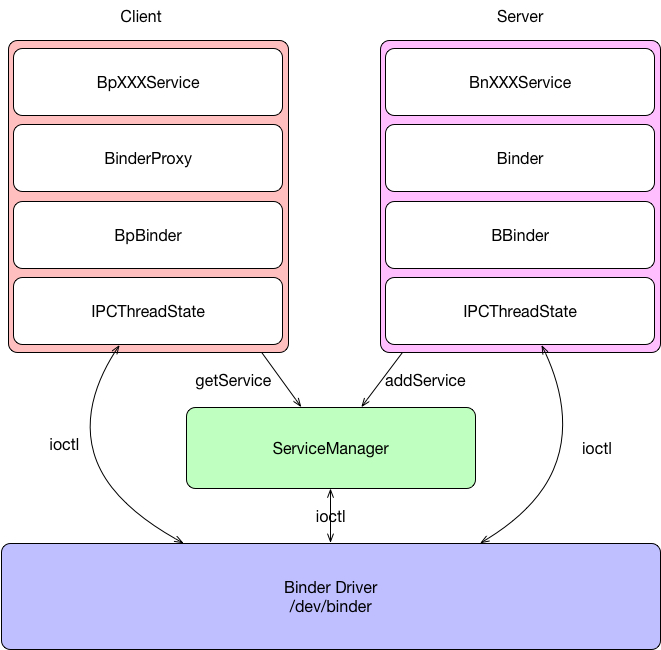 Client
Server
BpXXXService
BnXXXService
BinderProxy
Binder
BpBinder
BBinder
IPCThreadState
IPCThreadState
getService
addService
ioctl
ServiceManager
ioctl
ioctl
Binder Driver
/dev/binder